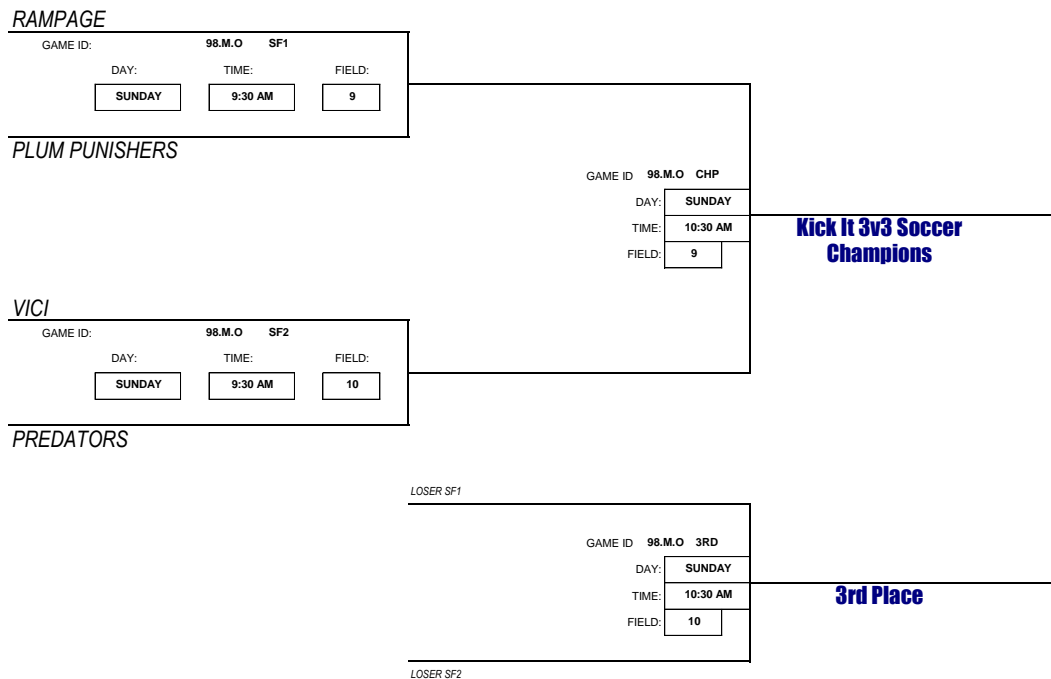 RAMPAGE
GAME ID: 98.M.O SF1
DAY: TIME: FIELD:
SUNDAY 9:30 AM 9
PLUM PUNISHERS
GAME ID 98.M.O CHP
DAY: SUNDAY
TIME: 10:30 AM
FIELD: 9
Kick It 3v3 Soccer
Champions
VICI
GAME ID: 98.M.O SF2
DAY: TIME: FIELD:
SUNDAY 9:30 AM 10
PREDATORS
LOSER SF1
GAME ID 98.M.O 3RD
DAY: SUNDAY
TIME: 10:30 AM
FIELD: 10
3rd Place
LOSER SF2